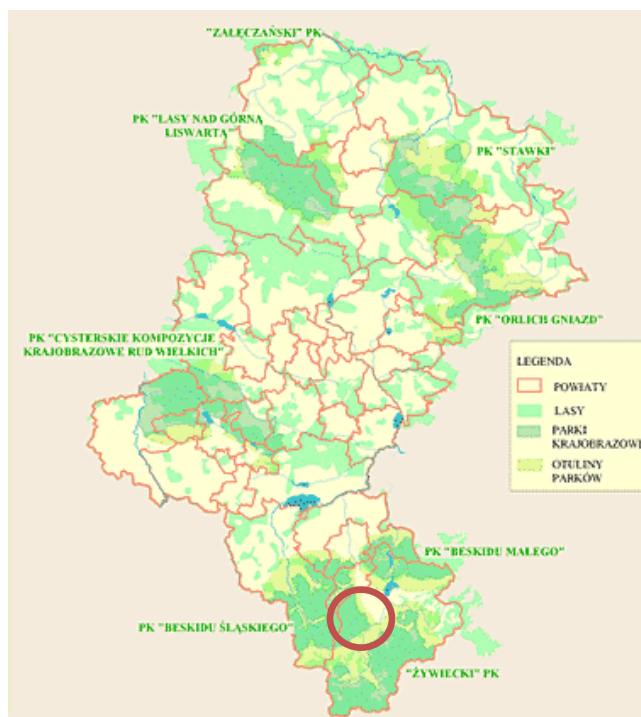 "ZAŁĘCZAŃSKI" PK
PK "LASY NAD GÓRNĄ
LISWARTĄ"
PK "STAWKI"
PK "ORLICH GNIAZD"
PK "CYSTERSKIE KOMPOZYCJE
KRAJOBRAZOWE RUD WIELKICH"
LEGENDA
POWIATY
LASY
PARKI
KRAJOBRAZOWE
OTULINY
PARKÓW
PK "BESKIDU MAŁEGO"
PK "BESKIDU ŚLĄSKIEGO"
"ŻYWIECKI" PK